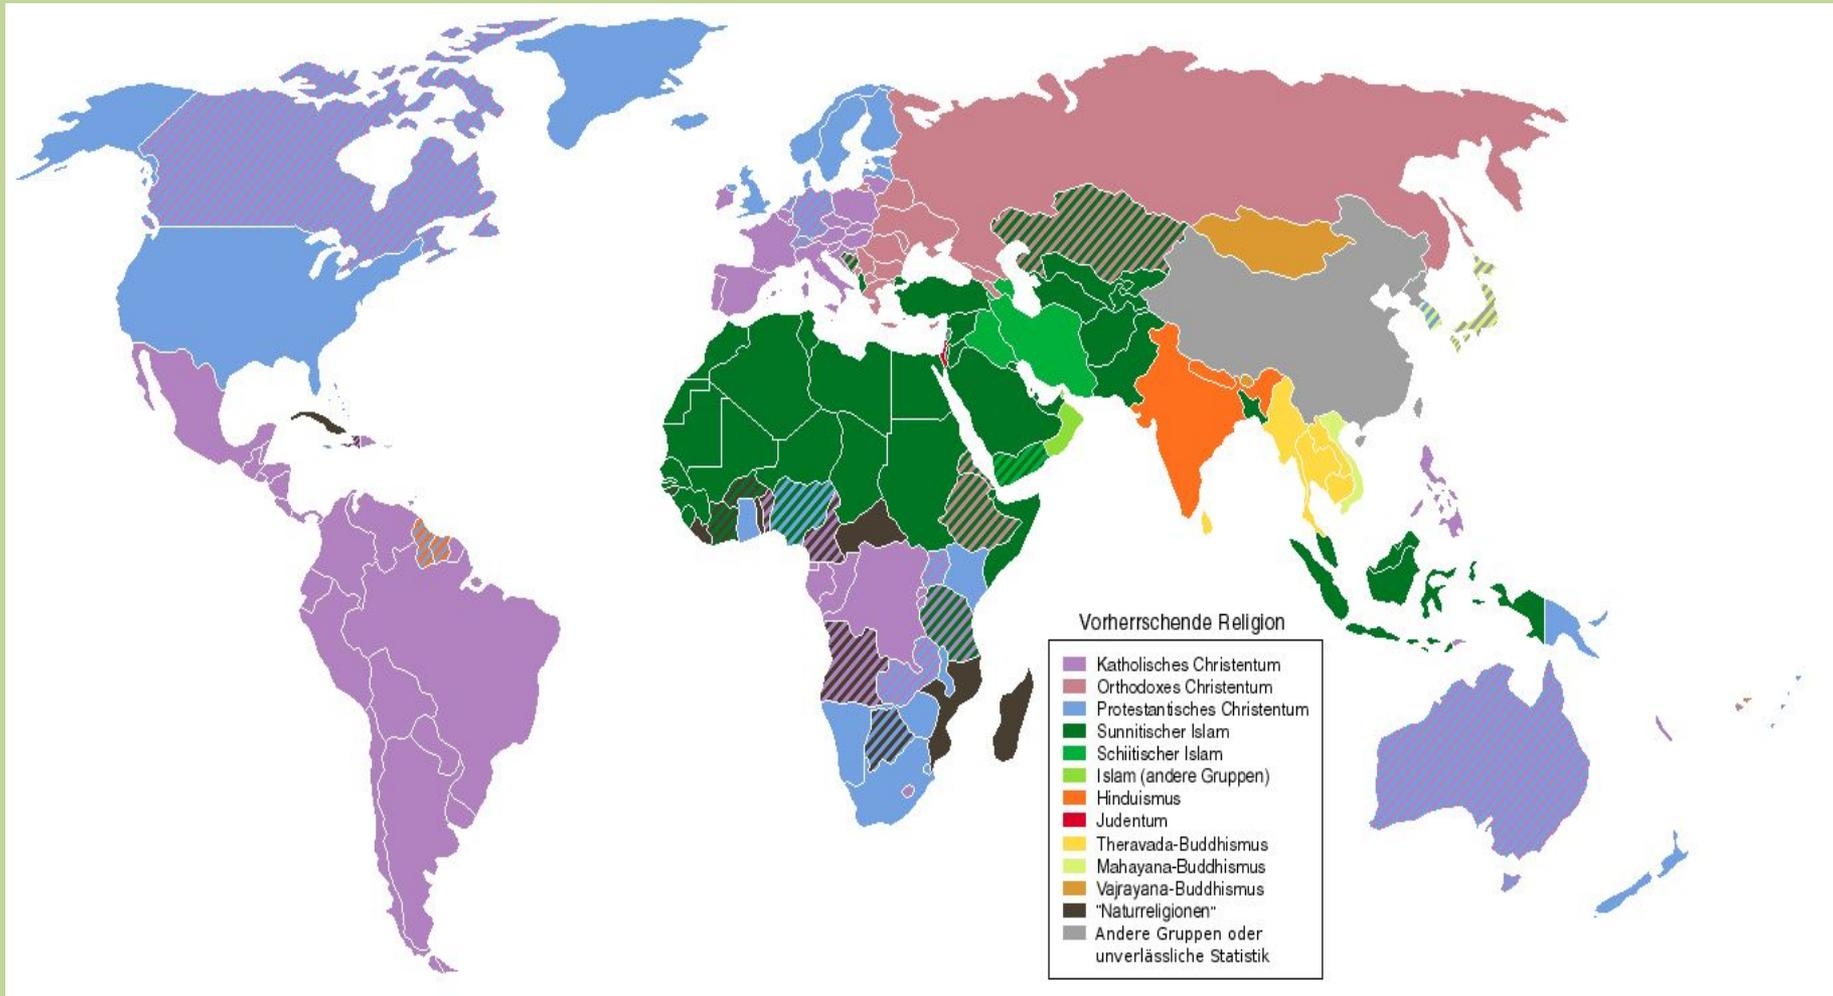 Vorherrschende Religion
Katholisches Christentum
Orthodoxes Christentum
Protestantisches Christentum
Sunnitischer Islam
Schiitischer Islam
Islam (andere Gruppen)
Hinduismus
Judentum
Theravada-Buddhismus
Mahayana-Buddhismus
Vajrayana-Buddhismus
"Naturreligionen"
Andere Gruppen oder
unverlässliche Statistik